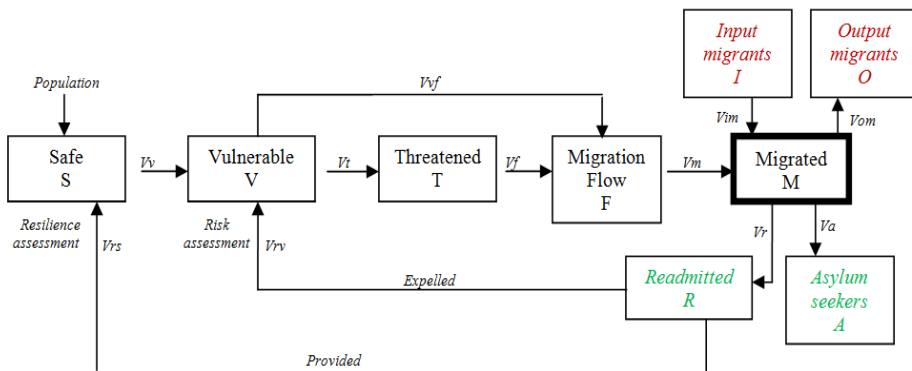 Input
migrants
I
Output
migrants
O
Population
Vvf
Vim
Vom
Safe
S
Vv
Vulnerable
V
Vt
Threatened
T
Vf
Migration
Flow
F
Vm
Migrated
M
Resilience
assessment
Vrs
Risk
assessment
Vrv
Vr
Va
Expelled
Readmitted
R
Asylum
seekers
A
Provided